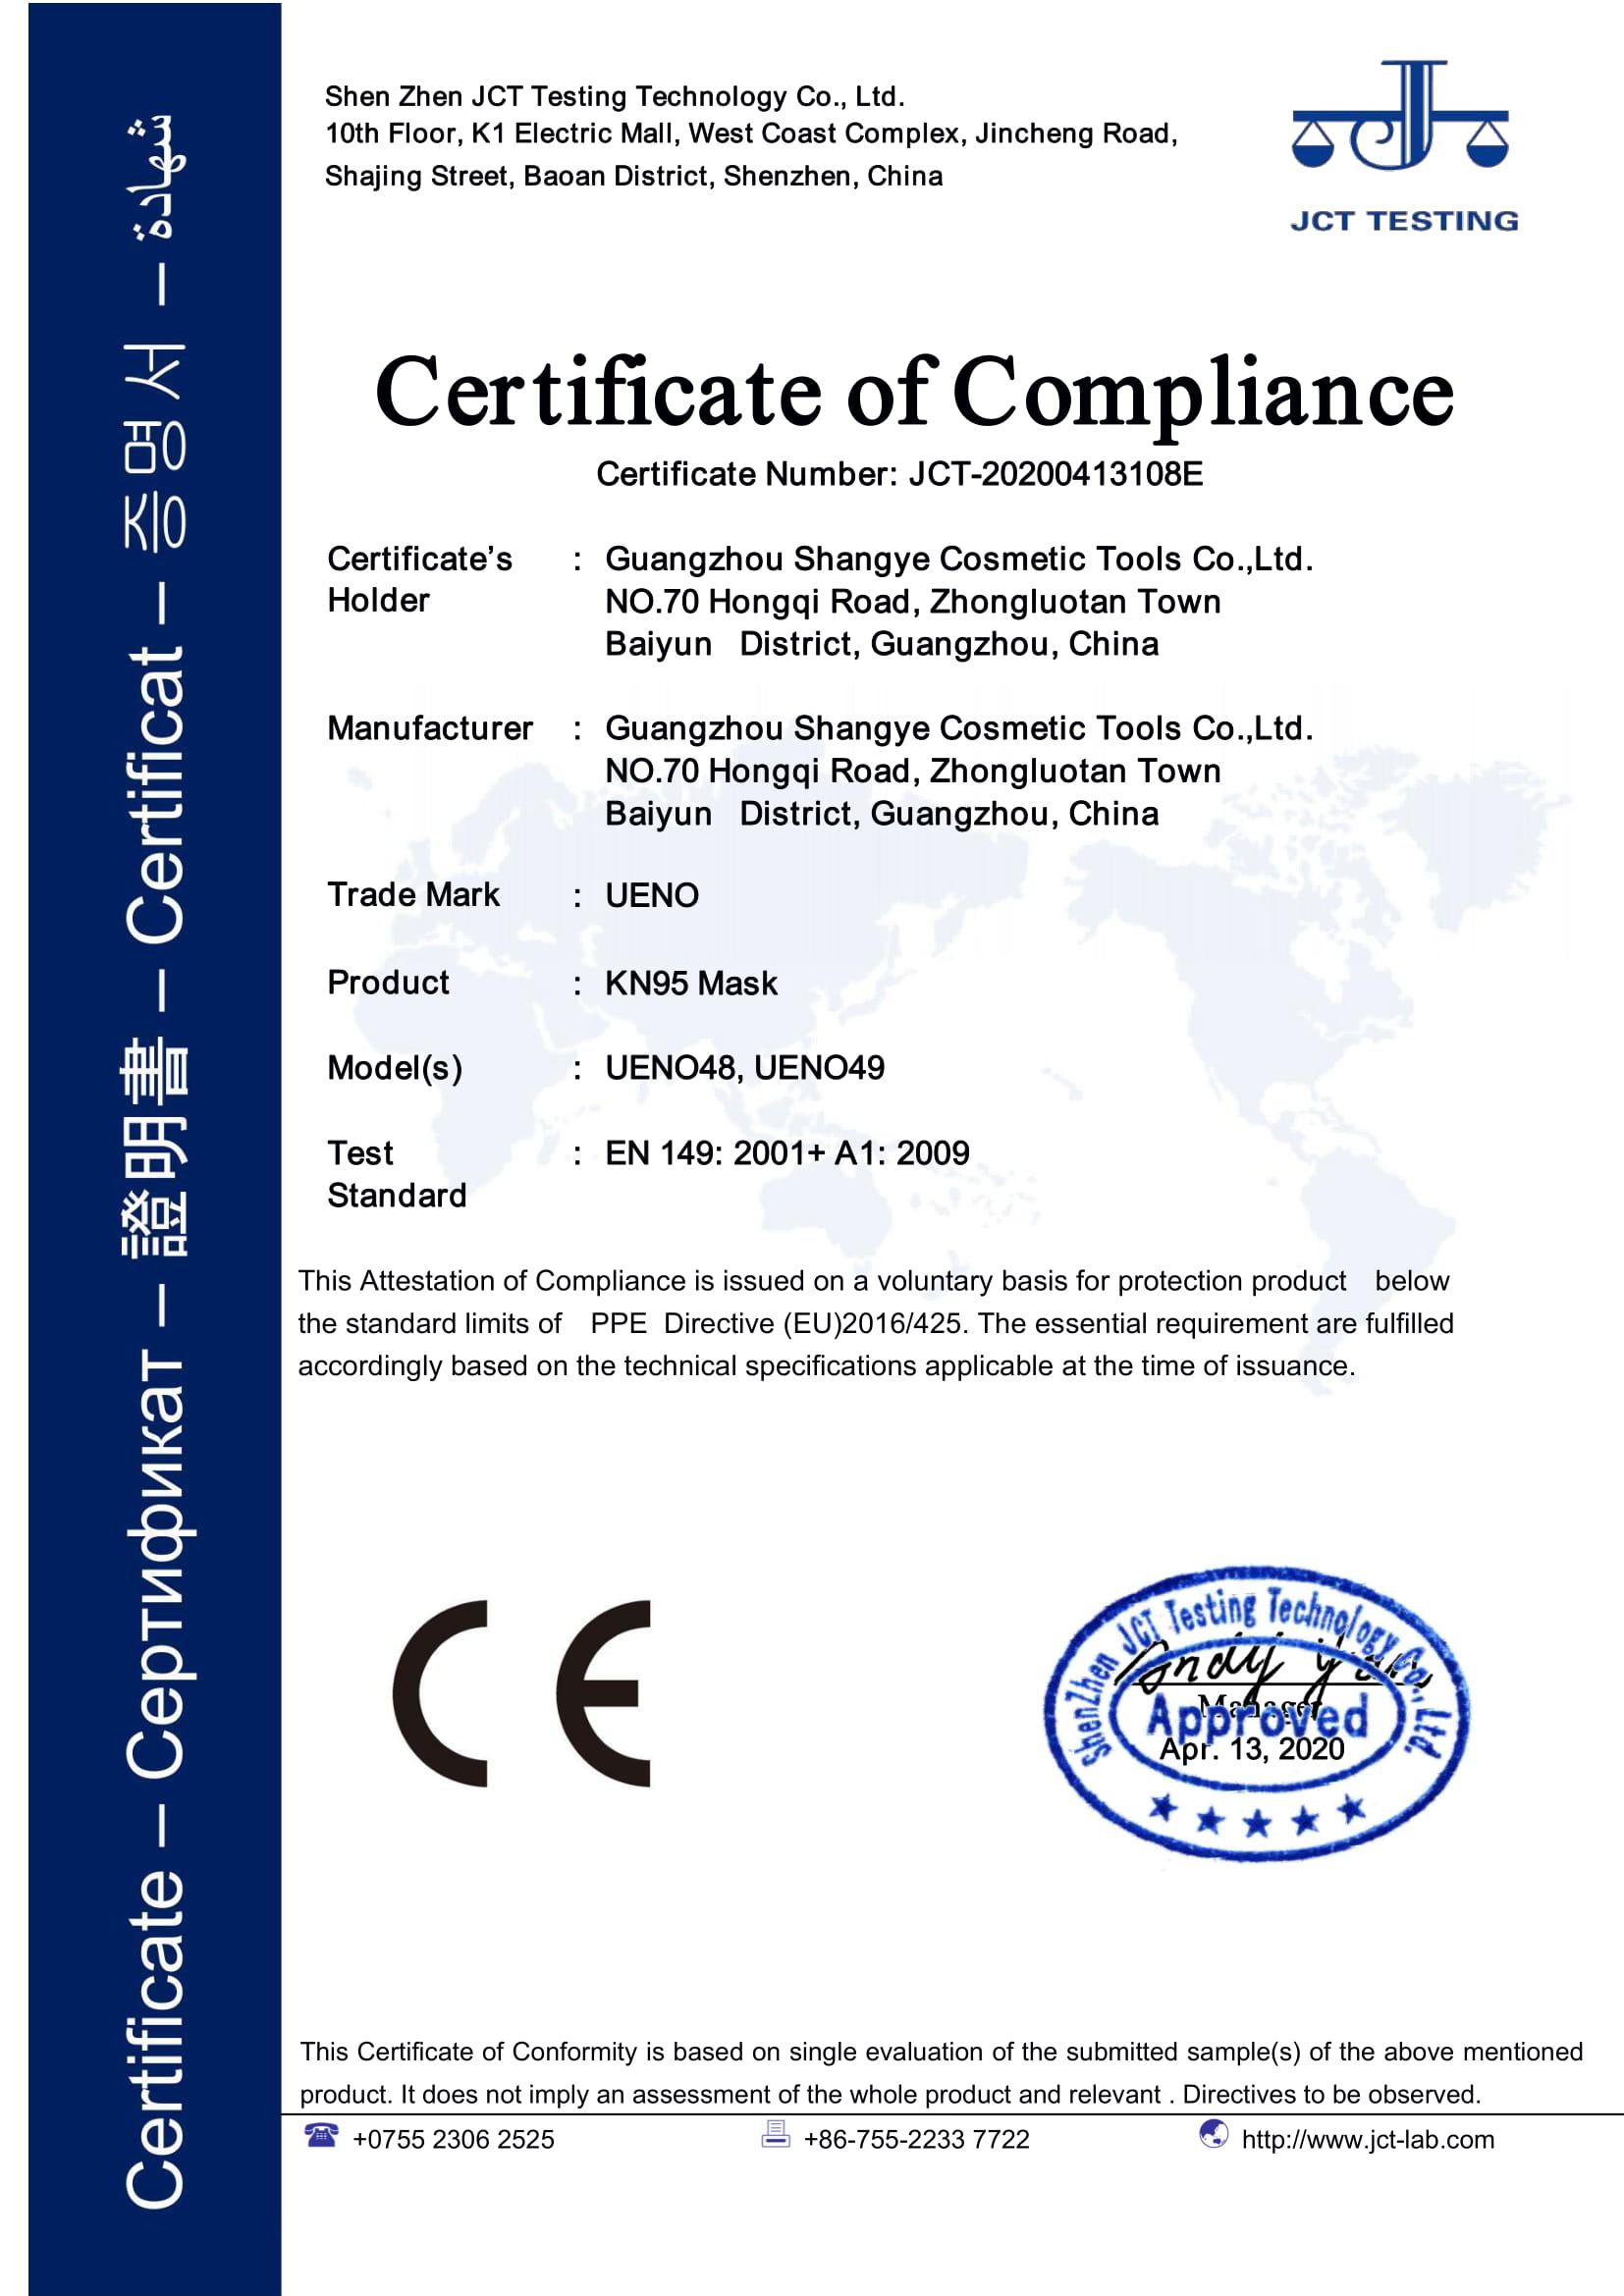 Shen Zhen JCT Testing Technology Co., Ltd.
10th Floor, K1 Electric Mall, West Coast Complex, Jincheng Road,
Shajing Street, Baoan District, Shenzhen, China
JCT TESTING
Certificate of Compliance
Certificate Number: JCT-20200413108E
Certificate's Holder : Guangzhou Shangye Cosmetic Tools Co.,Ltd.
NO.70 Hongqi Road, Zhongluotan Town
Baiyun District, Guangzhou, China
Manufacturer : Guangzhou Shangye Cosmetic Tools Co.,Ltd.
NO.70 Hongqi Road, Zhongluotan Town
Baiyun District, Guangzhou, China
Trade Mark : UENO
Product : KN95 Mask
Model(s) : UENO48, UENO49
Test Standard : EN 149: 2001+ A1: 2009
This Attestation of Compliance is issued on a voluntary basis for protection product below
the standard limits of PPE Directive (EU)2016/425. The essential requirement are fulfilled
accordingly based on the technical specifications applicable at the time of issuance.
CE
ShenZhen JCT Testing Technology Co., Ltd.
Andy
Manager
Approved
Apr. 13, 2020
This Certificate of Conformity is based on single evaluation of the submitted sample(s) of the above mentioned
product. It does not imply an assessment of the whole product and relevant . Directives to be observed.
+0755 2306 2525
+86-755-2233 7722
http://www.jct-lab.com
Certificate – Сертификат – 證明書 – Certificat – 증명서 – شهادة